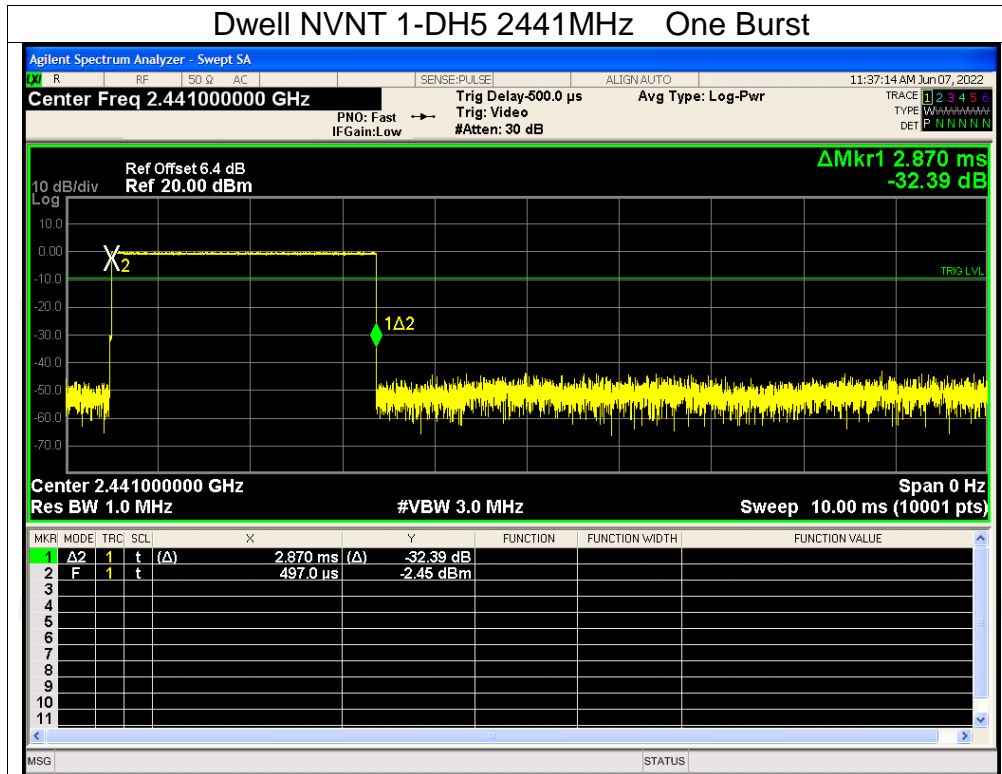 Dwell NVNT 1-DH5 2441MHz One Burst
Agilent Spectrum Analyzer - Swept SA
LXI R RF 50 Ω AC SENSE:PULSE ALIGN AUTO 11:37:14 AM Jun 07, 2022
Center Freq 2.441000000 GHz Trig Delay-500.0 µs Avg Type: Log-Pwr TRACE 1 2 3 4 5 6
PNO: Fast Trig: Video TYPE WWWWWW
IFGain:Low #Atten: 30 dB DET P N N N N N
ΔMkr1 2.870 ms
-32.39 dB
Ref Offset 6.4 dB
10 dB/div Ref 20.00 dBm
Log
10.0
0.00
2
-10.0
TRIG LVL
-20.0
1Δ2
-30.0
-40.0
-50.0
-60.0
-70.0
Center 2.441000000 GHz Span 0 Hz
Res BW 1.0 MHz #VBW 3.0 MHz Sweep 10.00 ms (10001 pts)
MKR MODE TRC SCL X Y FUNCTION FUNCTION WIDTH FUNCTION VALUE
1 Δ2 1 t (Δ) 2.870 ms (Δ) -32.39 dB
2 F 1 t 497.0 µs -2.45 dBm
3
4
5
6
7
8
9
10
11
MSG STATUS